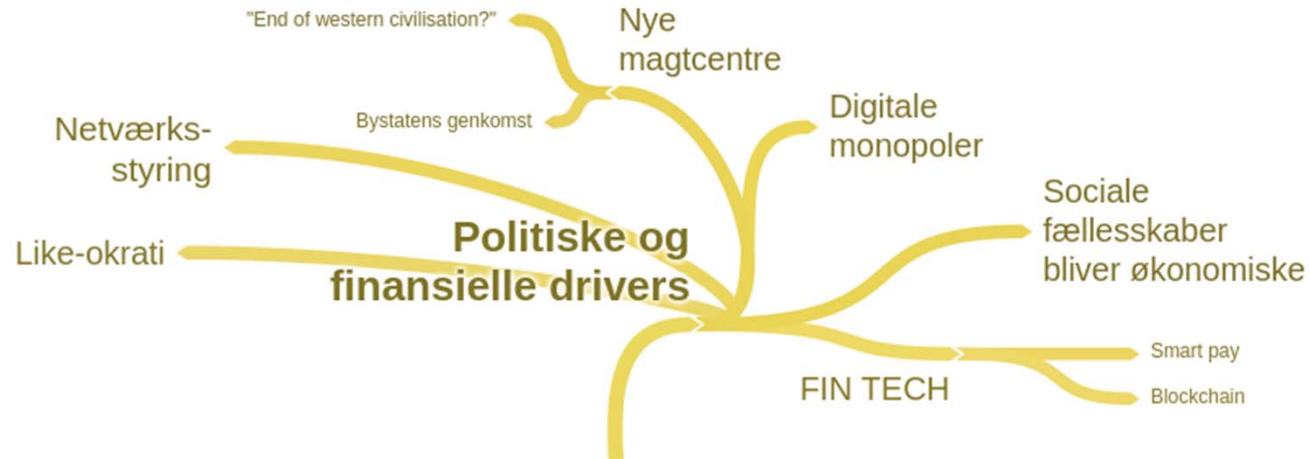 "End of western civilisation?"
Nye
magtcentre
Bystatens genkomst
Digitale
monopoler
Netværks-
styring
Sociale
fællesskaber
bliver økonomiske
Like-okrati
Politiske og
finansielle drivers
Smart pay
FIN TECH
Blockchain